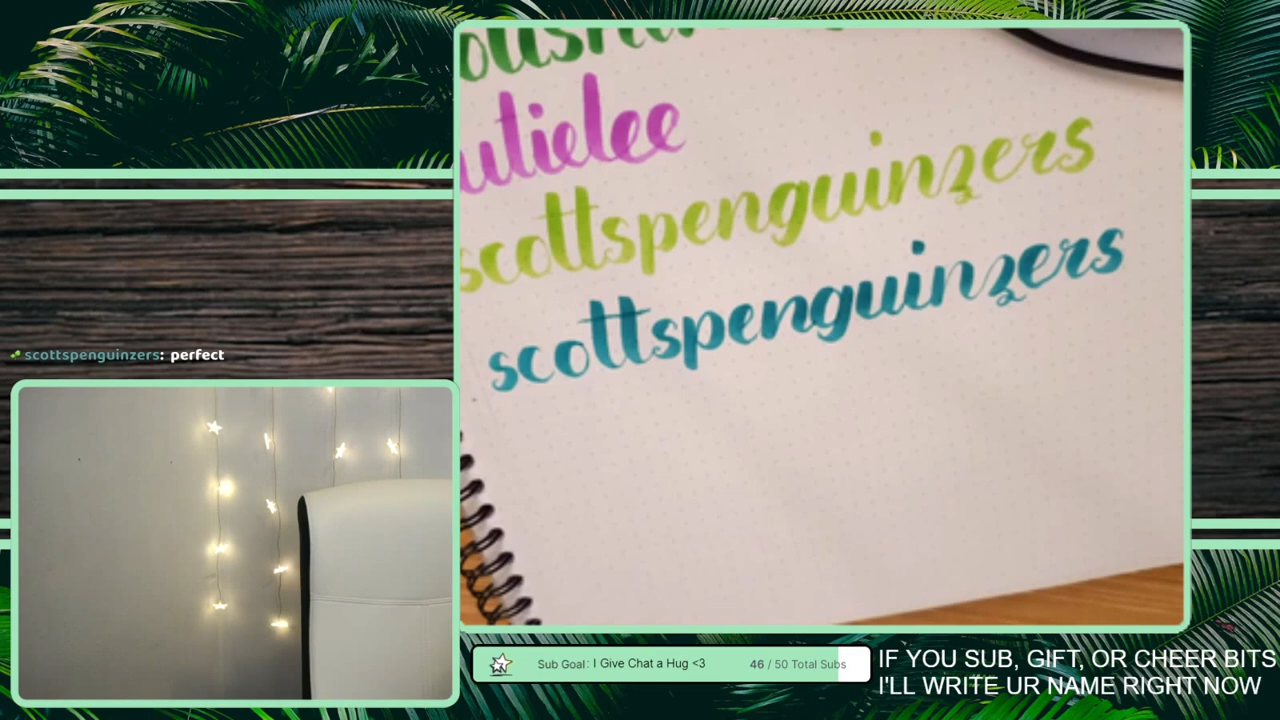 utielee
scottspenguinzers
scottspenguinzers
scottspenguinzers: perfect
Sub Goal: I Give Chat a Hug <3 46 / 50 Total Subs
IF YOU SUB, GIFT, OR CHEER BITS
I'LL WRITE UR NAME RIGHT NOW